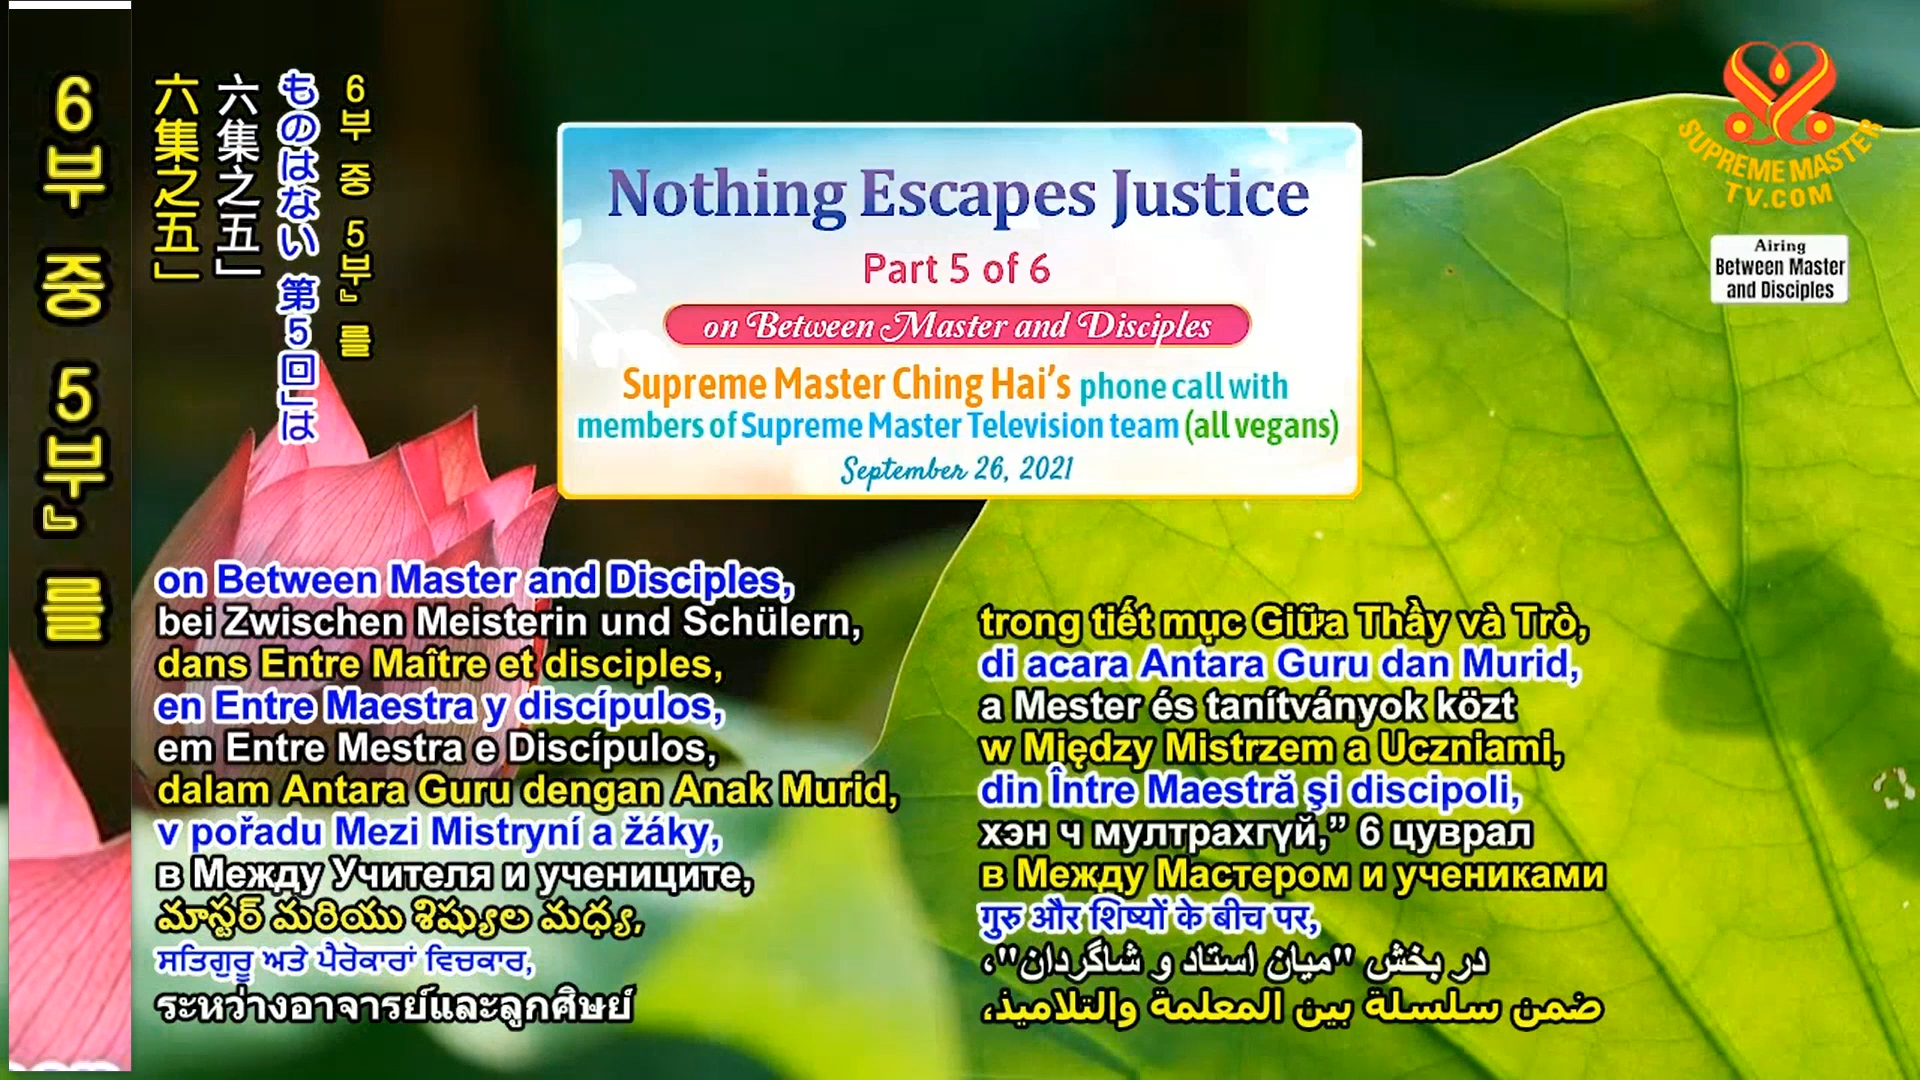 6부 중 5부』를
六集之五」
六集之五」
ものはない 第5回」は
6부 중 5부』를
Nothing Escapes Justice
Part 5 of 6
on Between Master and Disciples
Supreme Master Ching Hai’s phone call with
members of Supreme Master Television team (all vegans)
September 26, 2021
SUPREME MASTER
TV.COM
Airing
Between Master
and Disciples
on Between Master and Disciples,
bei Zwischen Meisterin und Schülern,
dans Entre Maître et disciples,
en Entre Maestra y discípulos,
em Entre Mestra e Discípulos,
dalam Antara Guru dengan Anak Murid,
v pořadu Mezi Mistryní a žáky,
в Между Учителя и учениците,
మాస్టర్ మరియు శిష్యుల మధ్య,
ਸਤਿਗੁਰੂ ਅਤੇ ਪੈਰੋਕਾਰਾਂ ਵਿਚਕਾਰ,
ระหว่างอาจารย์และลูกศิษย์
trong tiết mục Giữa Thầy và Trò,
di acara Antara Guru dan Murid,
a Mester és tanítványok közt
w Między Mistrzem a Uczniami,
din Între Maestră şi discipoli,
хэн ч мултрахгүй,” 6 цуврал
в Между Мастером и учениками
गुरु और शिष्यों के बीच पर,
در بخش "میان استاد و شاگردان"،
ضمن سلسلة بين المعلمة والتلاميذ،